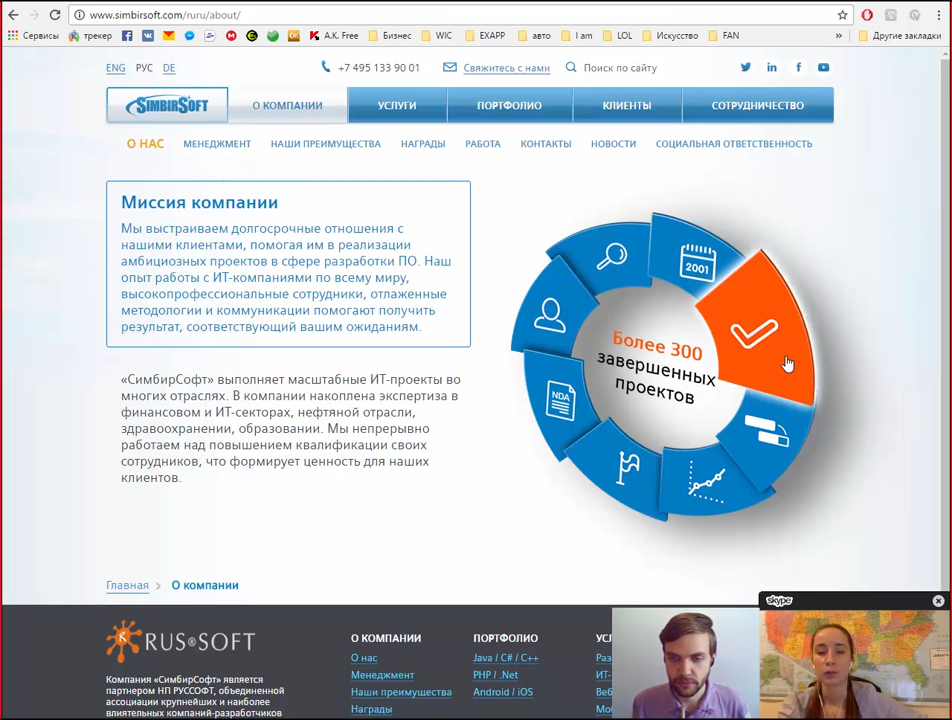 www.simbirsoft.com/ruru/about/
Сервисы трекер A.K. Free Бизнес WIC EXAPP авто I am LOL Искусство FAN » Другие закладки
ENG РУС DE +7 495 133 90 01 Свяжитесь с нами Поиск по сайту
SIMBIRSOFT О КОМПАНИИ УСЛУГИ ПОРТФОЛИО КЛИЕНТЫ СОТРУДНИЧЕСТВО
О НАС МЕНЕДЖМЕНТ НАШИ ПРЕИМУЩЕСТВА НАГРАДЫ РАБОТА КОНТАКТЫ НОВОСТИ СОЦИАЛЬНАЯ ОТВЕТСТВЕННОСТЬ
Миссия компании
Мы выстраиваем долгосрочные отношения с
нашими клиентами, помогая им в реализации
амбициозных проектов в сфере разработки ПО. Наш
опыт работы с ИТ-компаниями по всему миру,
высокопрофессиональные сотрудники, отлаженные
методологии и коммуникации помогают получить
результат, соответствующий вашим ожиданиям.
«СимбирСофт» выполняет масштабные ИТ-проекты во
многих отраслях. В компании накоплена экспертиза в
финансовом и ИТ-секторах, нефтяной отрасли,
здравоохранении, образовании. Мы непрерывно
работаем над повышением квалификации своих
сотрудников, что формирует ценность для наших
клиентов.
2001
Более 300
завершенных
проектов
NDA
Главная > О компании
skype
RUS SOFT
Компания «СимбирСофт» является
партнером НП РУССОФТ, объединенной
ассоциации крупнейших и наиболее
влиятельных компаний-разработчиков
О КОМПАНИИ
О нас
Менеджмент
Наши преимущества
Награды
ПОРТФОЛИО
Java / C# / C++
PHP / .Net
Android / iOS
УСЛ
Раз
ИТ-
Веб
Моб